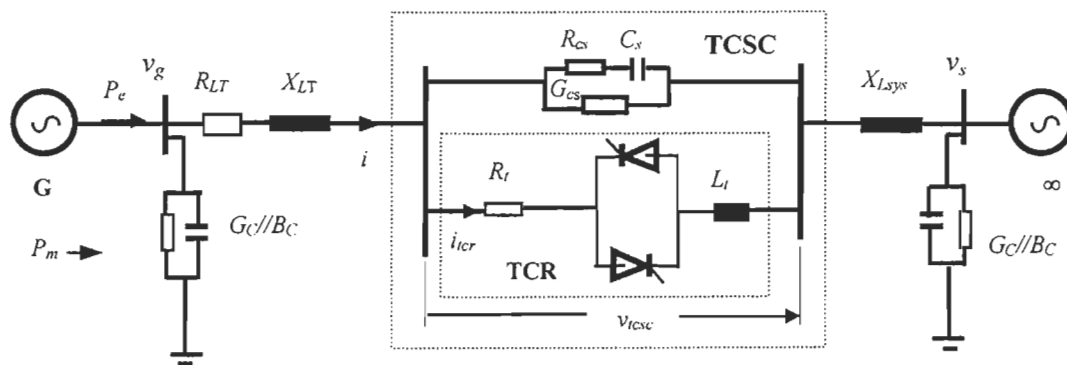 TCSC
R_cs
C_s
G_cs
v_g
R_LT
X_LT
P_e
i
G
G_C//B_C
P_m
R_t
L_t
i_tcr
TCR
v_tcsc
X_Lsys
v_s
∞
G_C//B_C